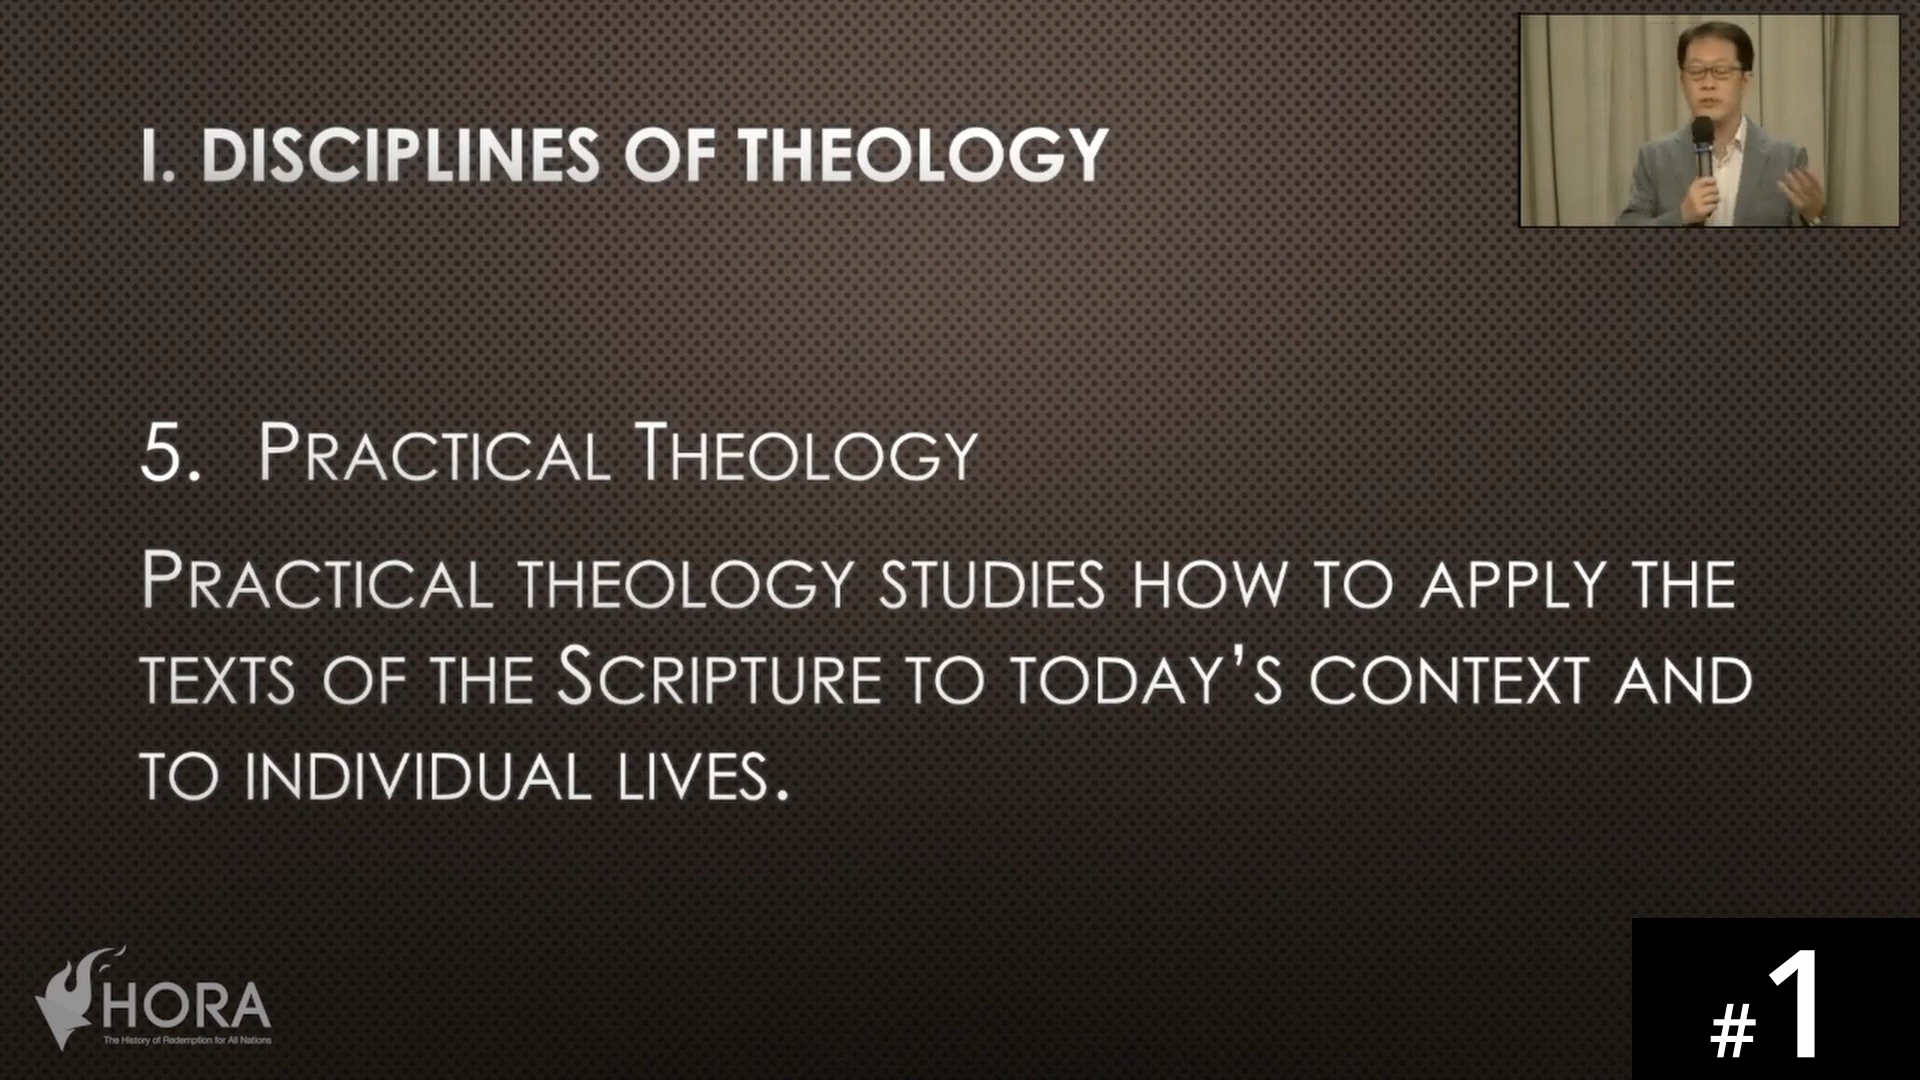 I. DISCIPLINES OF THEOLOGY
5. PRACTICAL THEOLOGY
PRACTICAL THEOLOGY STUDIES HOW TO APPLY THE
TEXTS OF THE SCRIPTURE TO TODAY’S CONTEXT AND
TO INDIVIDUAL LIVES.
HORA
The History of Redemption for All Nations
#1